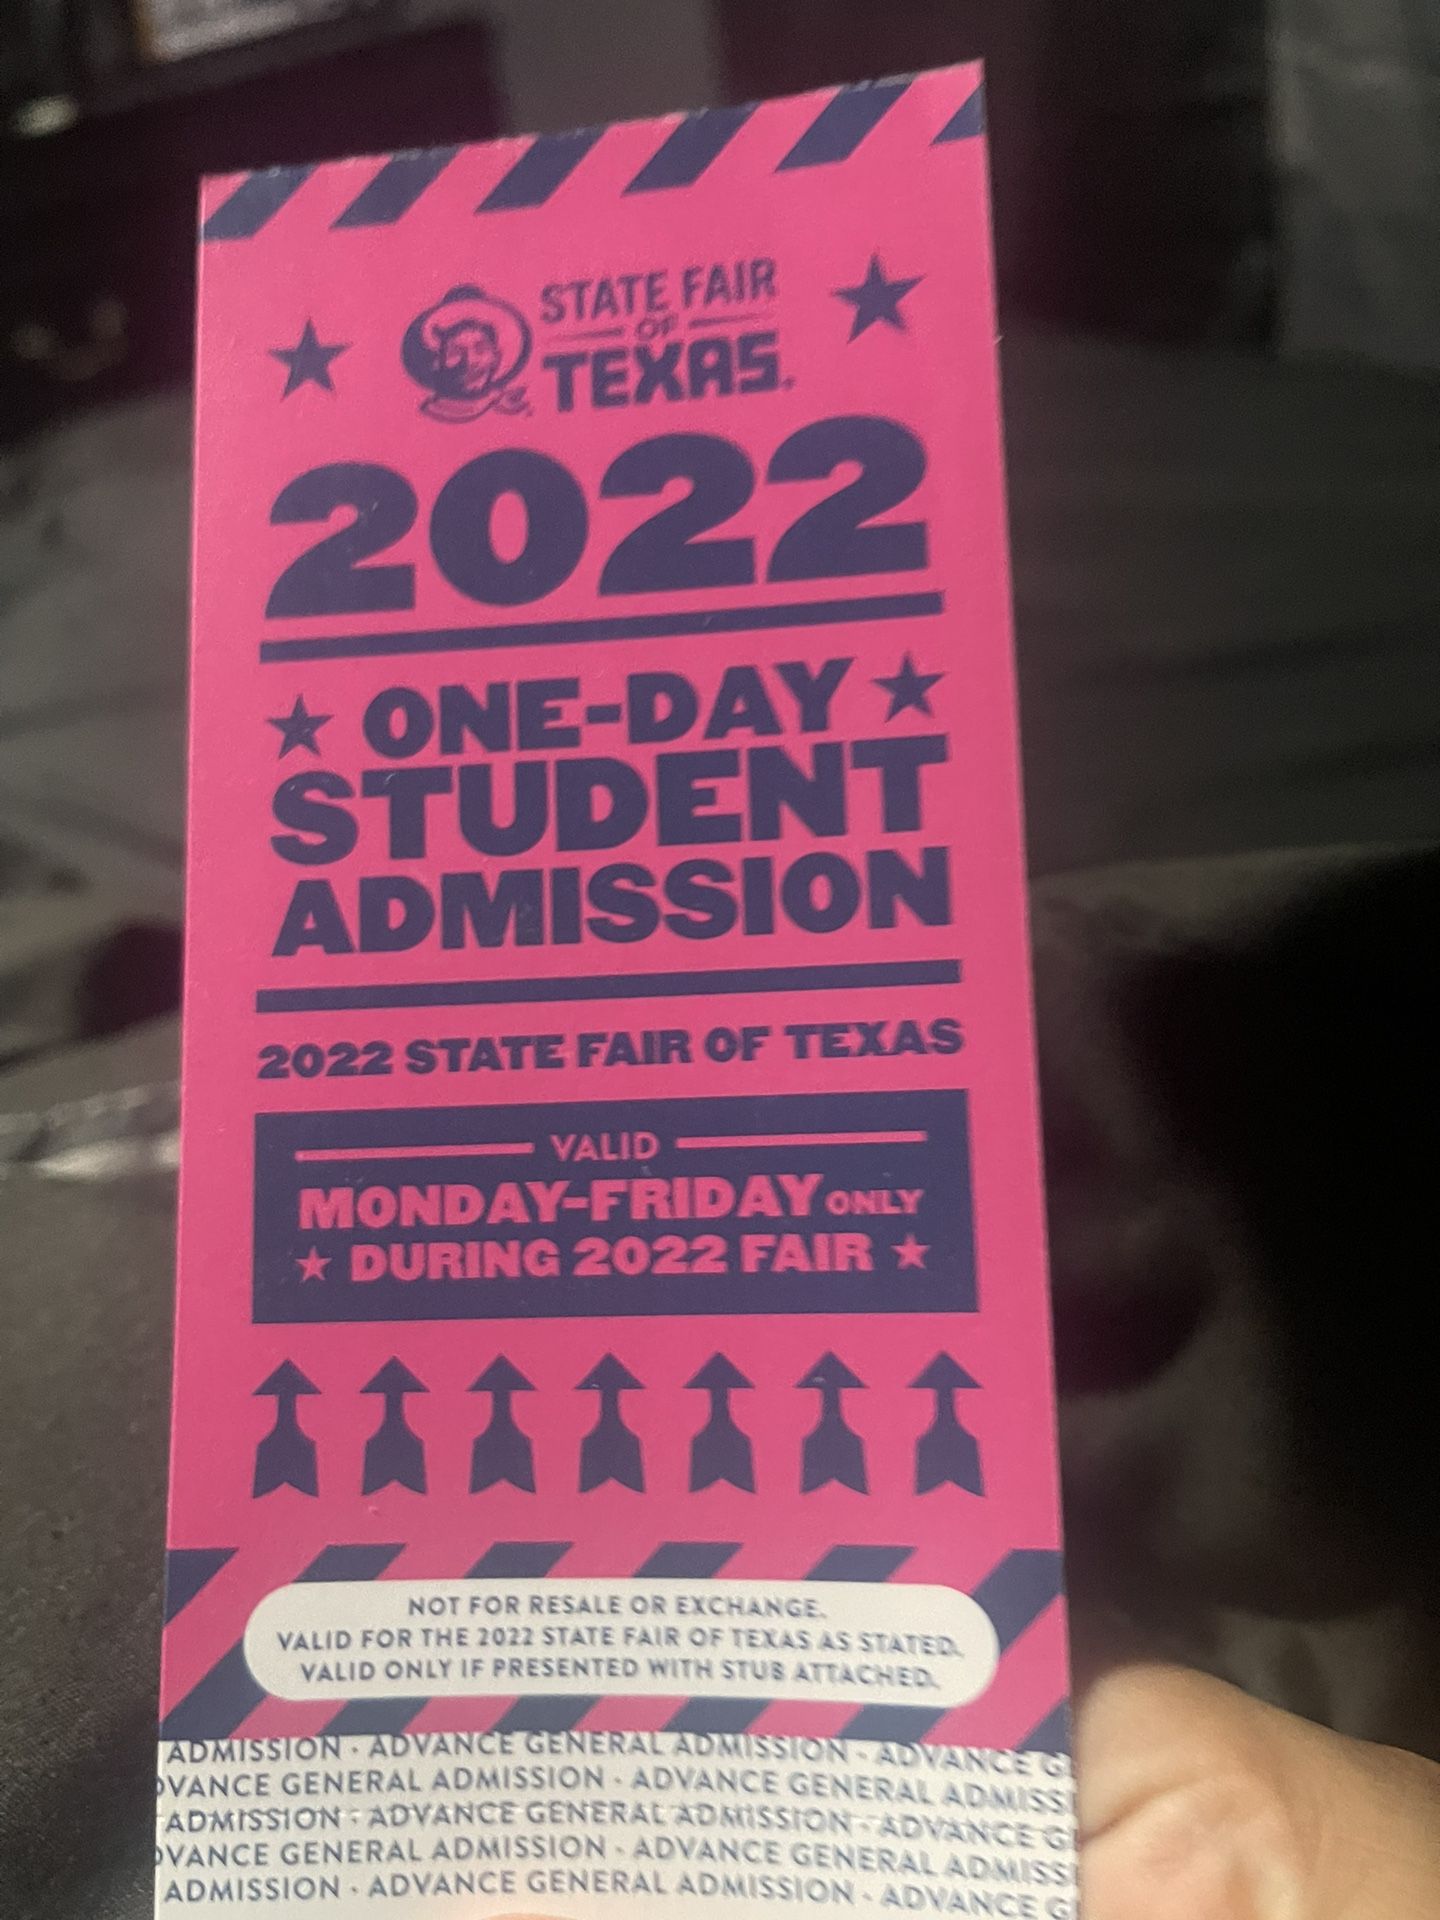 STATE FAIR
OF
TEXAS.
2022
ONE-DAY
STUDENT
ADMISSION
2022 STATE FAIR OF TEXAS
VALID
MONDAY-FRIDAY ONLY
DURING 2022 FAIR
NOT FOR RESALE OR EXCHANGE.
VALID FOR THE 2022 STATE FAIR OF TEXAS AS STATED.
VALID ONLY IF PRESENTED WITH STUB ATTACHED.
ADMISSION · ADVANCE GENERAL ADMISSION · ADVANCE G
DVANCE GENERAL ADMISSION · ADVANCE GENERAL ADMISS
ADMISSION · ADVANCE GENERAL ADMISSION · ADVANCE G
DVANCE GENERAL ADMISSION · ADVANCE GENERAL ADMISS
ADMISSION · ADVANCE GENERAL ADMISSION · ADVANCE G